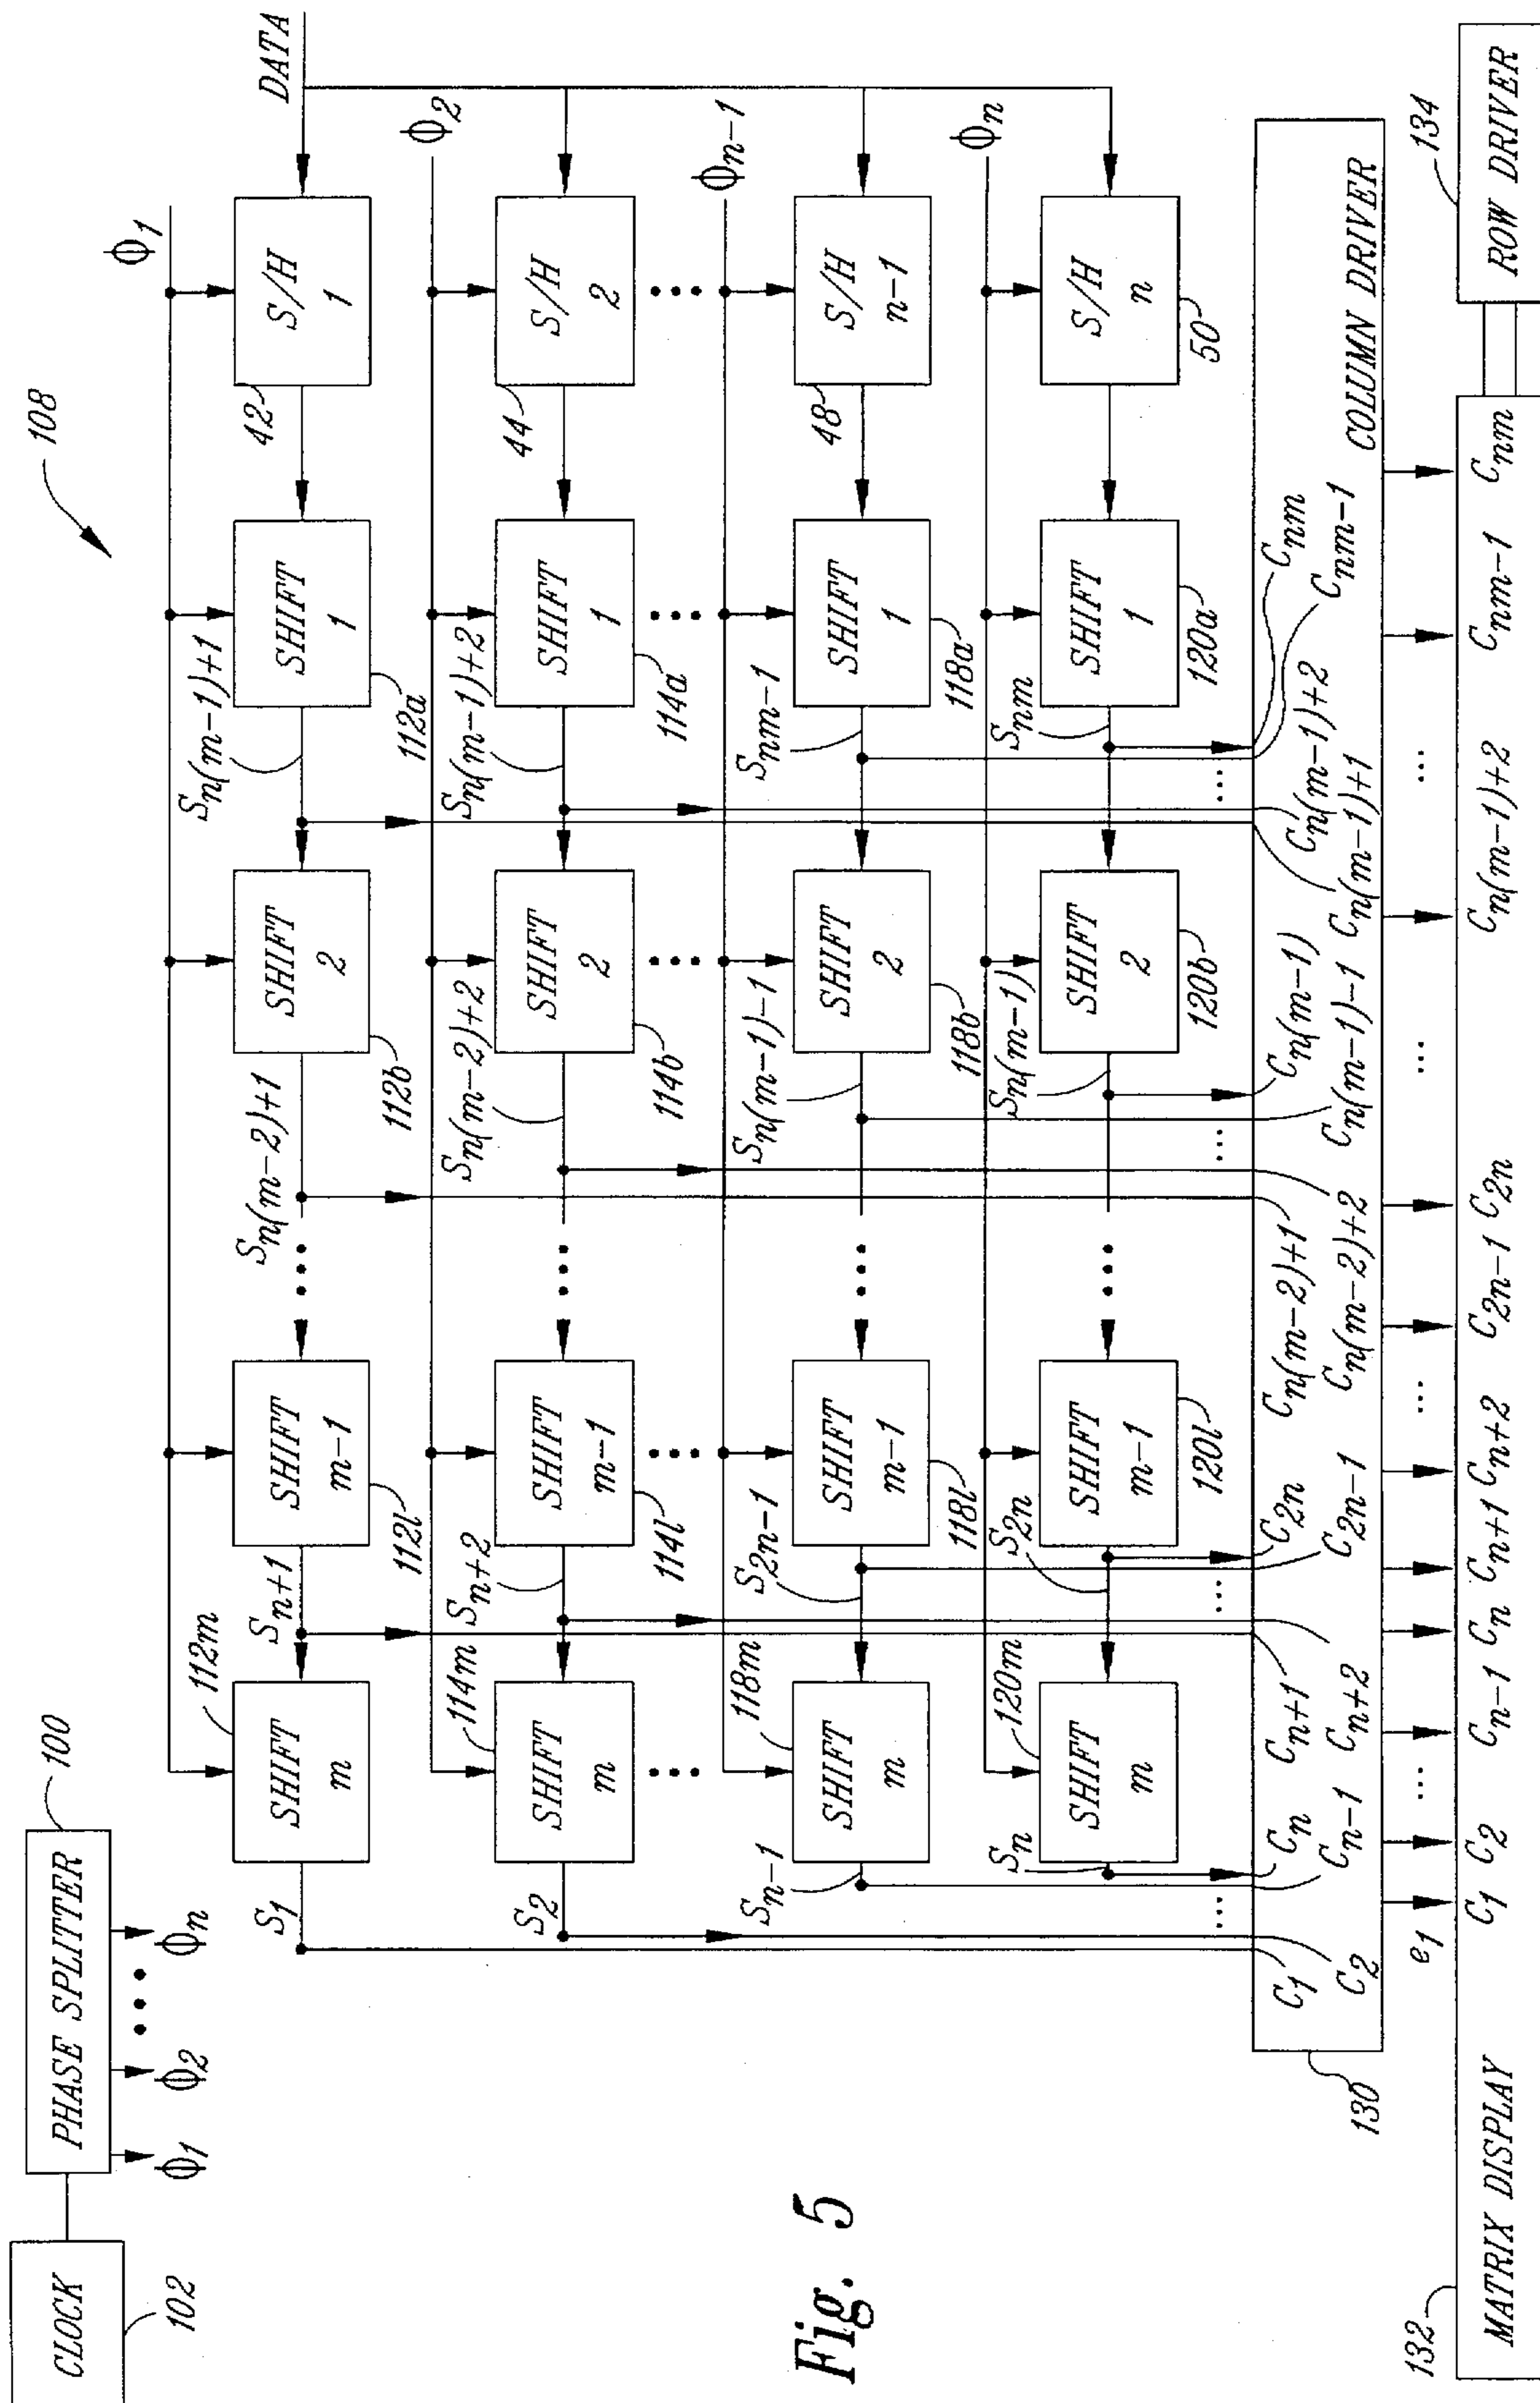 108
CLOCK
102
PHASE SPLITTER
100
ϕ1 ϕ2 ••• ϕn
DATA
ϕ1
S/H 1
42
SHIFT 1
112a
Sn(m-1)+1
SHIFT 2
112b
Sn(m-2)+1
•••
SHIFT m-1
112l
Sn+1
SHIFT m
112m
S1
ϕ2
S/H 2
44
SHIFT 1
114a
Sn(m-1)+2
SHIFT 2
114b
Sn(m-2)+2
•••
SHIFT m-1
114l
Sn+2
SHIFT m
114m
S2
ϕn-1
S/H n-1
48
SHIFT 1
118a
Snm-1
SHIFT 2
118b
Sn(m-1)-1
•••
SHIFT m-1
118l
S2n-1
SHIFT m
118m
Sn-1
ϕn
S/H n
50
SHIFT 1
120a
Snm
SHIFT 2
120b
Sn(m-1)
•••
SHIFT m-1
120l
S2n
SHIFT m
120m
Sn
C1 C2 ... Cn-1 Cn
Cn+1 Cn+2 ... C2n-1 C2n
Cn(m-2)+1 Cn(m-2)+2 ... Cn(m-1)-1 Cn(m-1)
Cn(m-1)+1 Cn(m-1)+2 ... Cnm-1 Cnm
COLUMN DRIVER
130
e1
C1 C2 ... Cn-1 Cn Cn+1 Cn+2 ... C2n-1 C2n ... Cn(m-1)+2 ... Cnm-1 Cnm
MATRIX DISPLAY
132
ROW DRIVER
134
Fig. 5